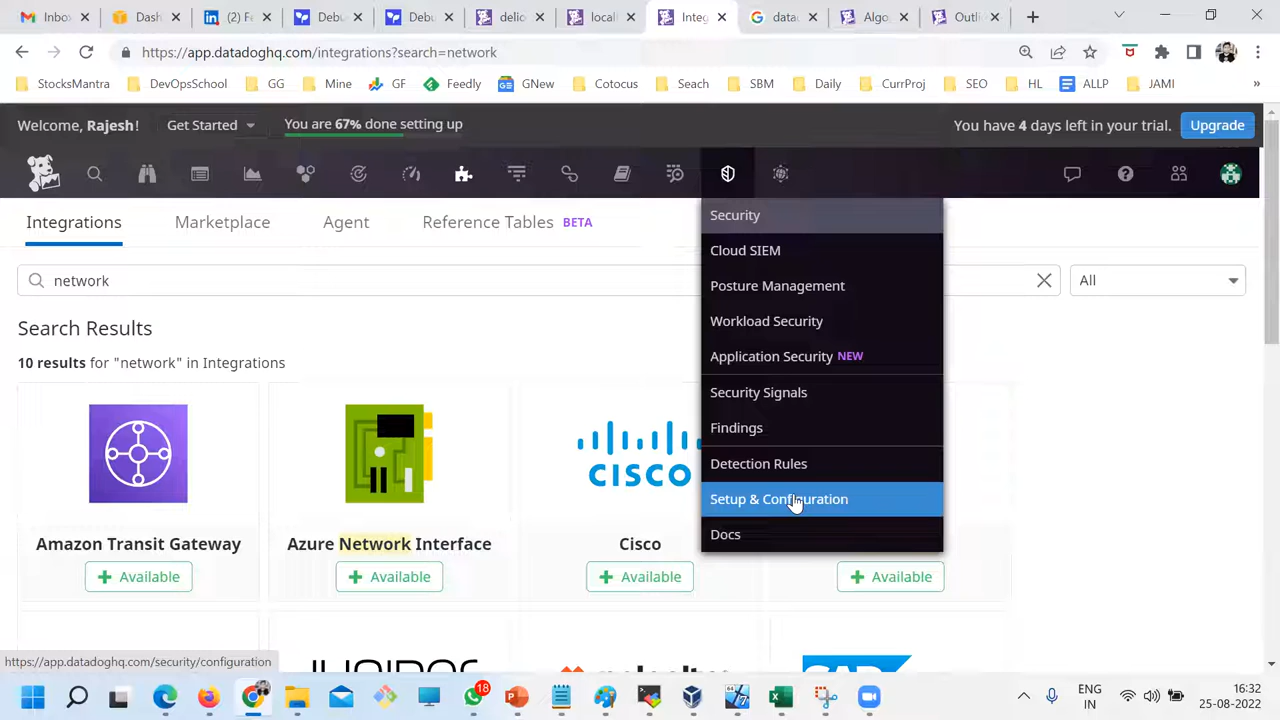 Inbox
Dash
(2) F
Debu
Debu
delio
locall
Integ
data
Algo
Outli
https://app.datadoghq.com/integrations?search=network
StocksMantra
DevOpsSchool
GG
Mine
GF
Feedly
GNew
Cotocus
Seach
SBM
Daily
CurrProj
SEO
HL
ALLP
JAMI
»
Welcome, Rajesh!
Get Started
You are 67% done setting up
You have 4 days left in your trial.
Upgrade
Integrations
Marketplace
Agent
Reference Tables BETA
network
All
Security
Cloud SIEM
Posture Management
Workload Security
Application Security NEW
Security Signals
Findings
Detection Rules
Setup & Configuration
Docs
Search Results
10 results for "network" in Integrations
CISCO
Amazon Transit Gateway
Azure Network Interface
Cisco
+ Available
+ Available
+ Available
+ Available
SAP
https://app.datadoghq.com/security/configuration
18
ENG
IN
16:32
25-08-2022